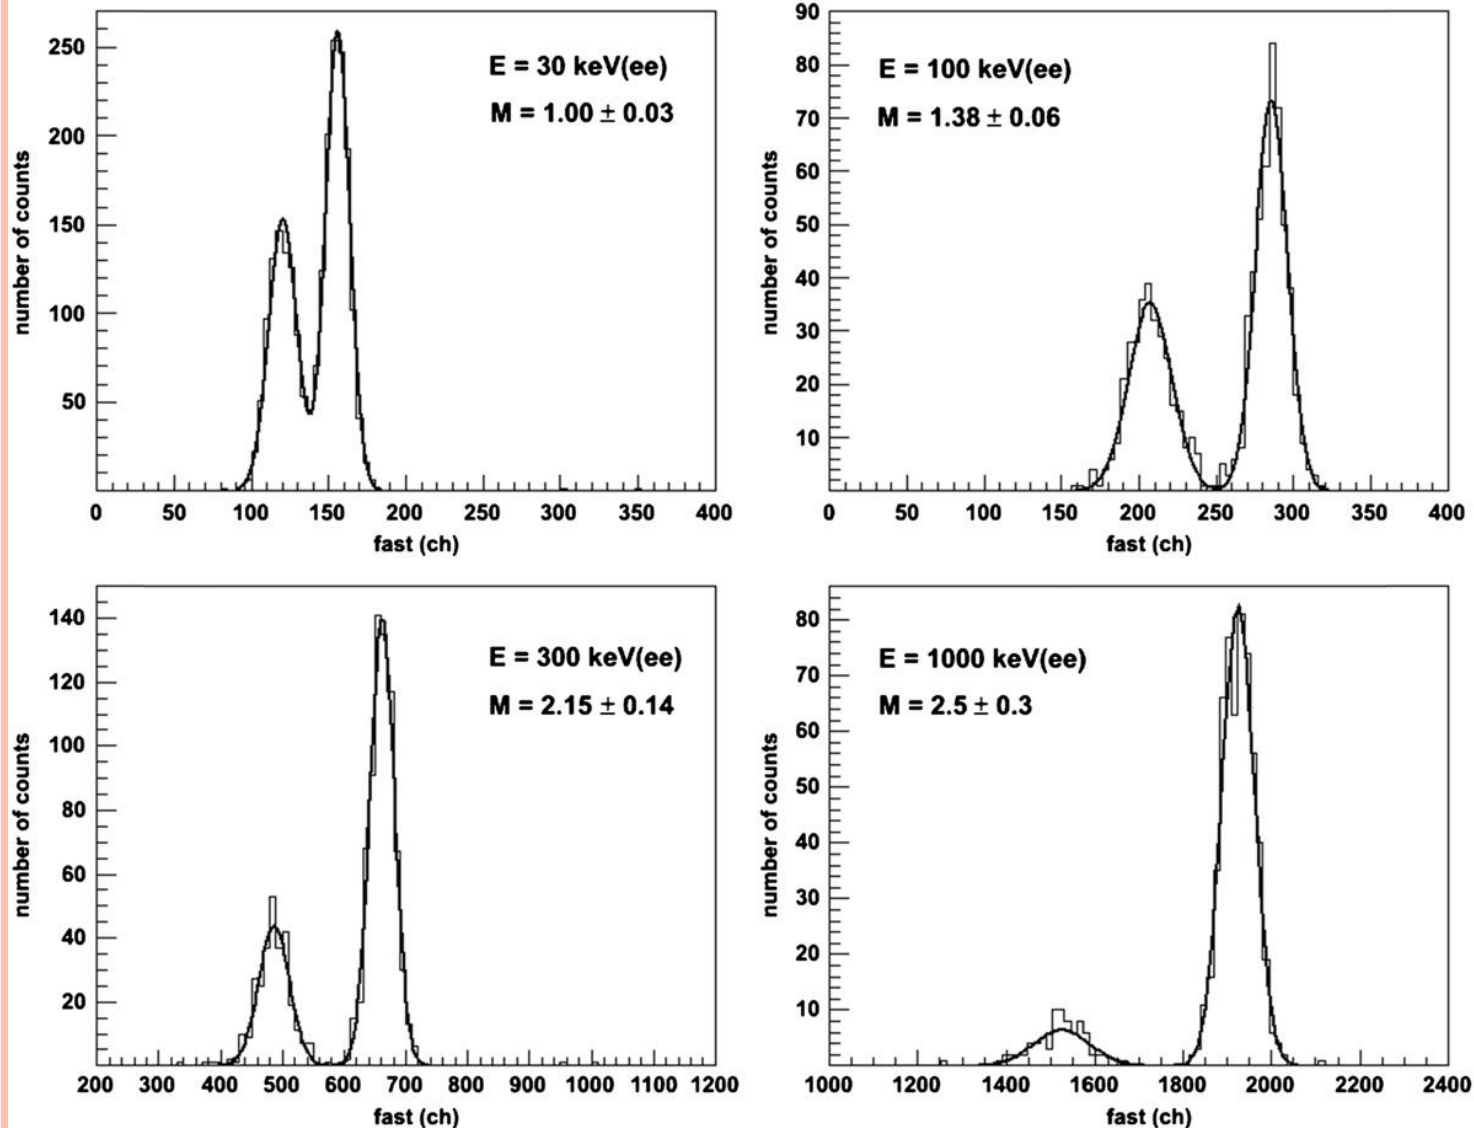 250
200
150
100
50
number of counts
E = 30 keV(ee)
M = 1.00 ± 0.03
0 50 100 150 200 250 300 350 400
fast (ch)
90
80
70
60
50
40
30
20
10
number of counts
E = 100 keV(ee)
M = 1.38 ± 0.06
0 50 100 150 200 250 300 350 400
fast (ch)
140
120
100
80
60
40
20
number of counts
E = 300 keV(ee)
M = 2.15 ± 0.14
200 300 400 500 600 700 800 900 1000 1100 1200
fast (ch)
80
70
60
50
40
30
20
10
number of counts
E = 1000 keV(ee)
M = 2.5 ± 0.3
1000 1200 1400 1600 1800 2000 2200 2400
fast (ch)